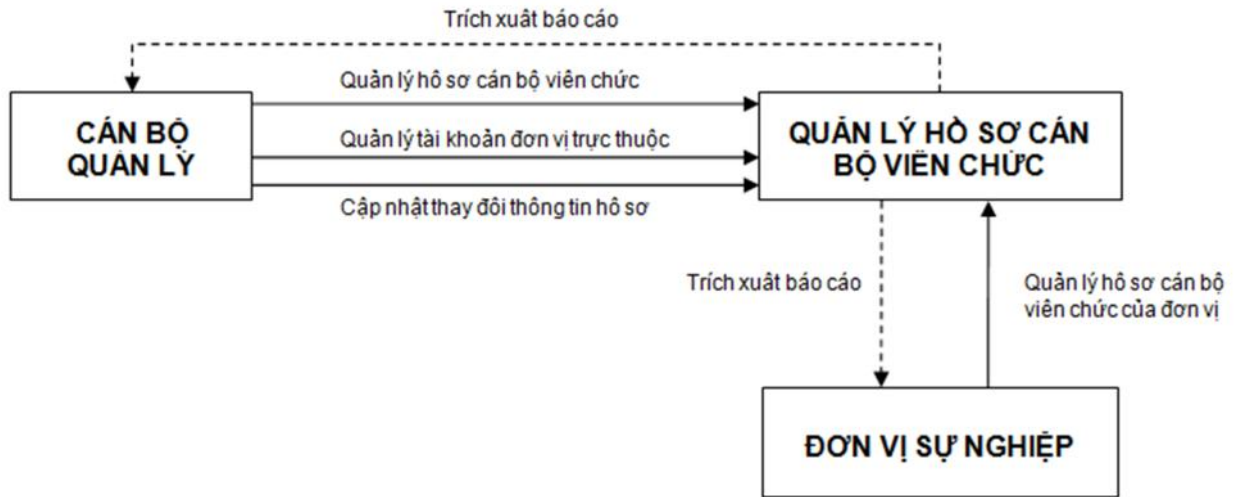 Trích xuất báo cáo
Quản lý hồ sơ cán bộ viên chức
CÁN BỘ
QUẢN LÝ
Quản lý tài khoản đơn vị trực thuộc
QUẢN LÝ HỒ SƠ CÁN
BỘ VIÊN CHỨC
Cập nhật thay đổi thông tin hồ sơ
Trích xuất báo cáo
Quản lý hồ sơ cán bộ
viên chức của đơn vị
ĐƠN VỊ SỰ NGHIỆP